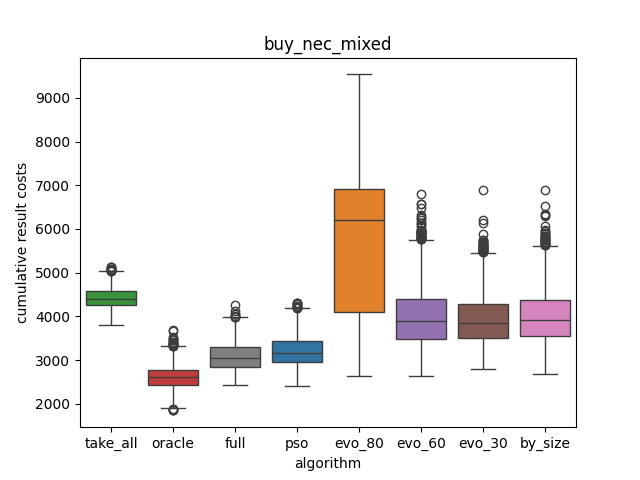 buy_nec_mixed
cumulative result costs
9000
8000
7000
6000
5000
4000
3000
2000
take_all oracle full pso evo_80 evo_60 evo_30 by_size
algorithm